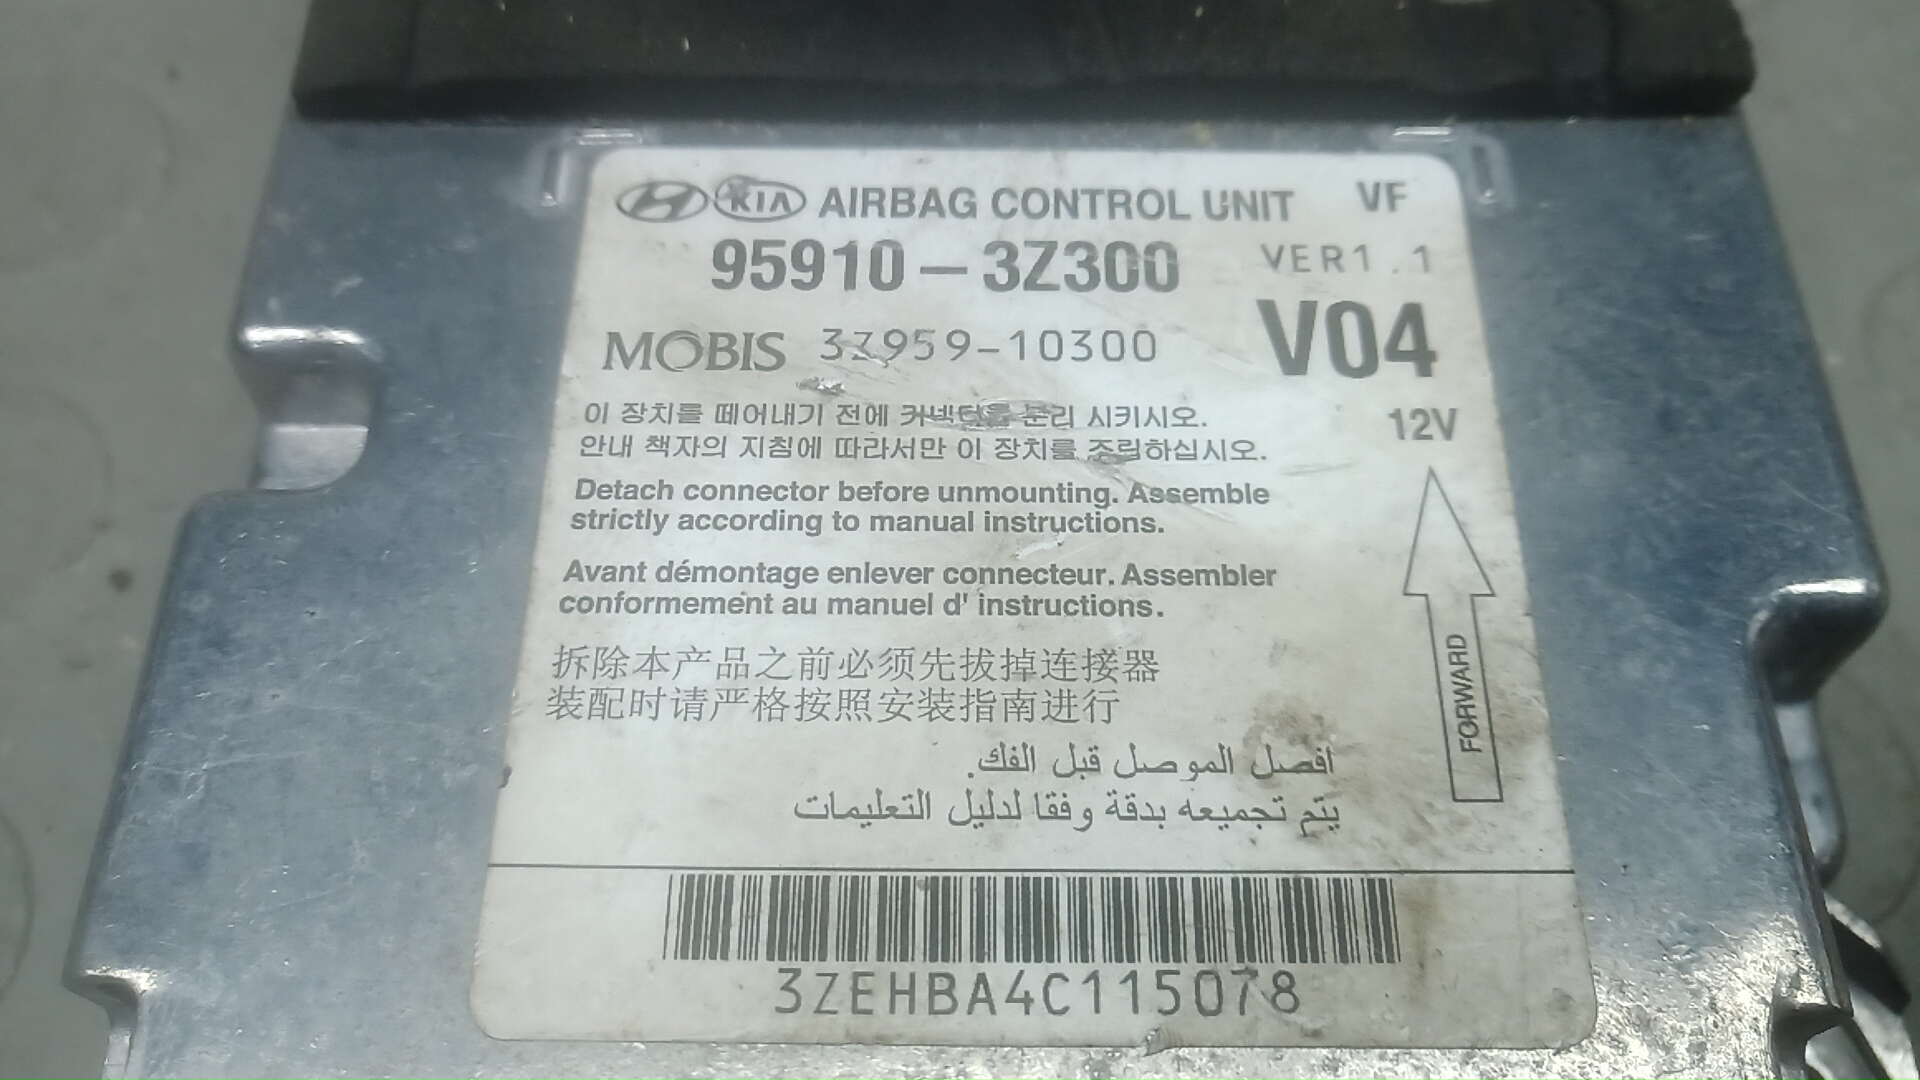 KIA AIRBAG CONTROL UNIT VF
95910-3Z300 VER1.1
MOBIS 3Z959-10300 V04
이 장치를 떼어내기 전에 커넥터를 분리 시키시오.
안내 책자의 지침에 따라서만 이 장치를 조립하십시오.
12V
Detach connector before unmounting. Assemble
strictly according to manual instructions.
Avant démontage enlever connecteur. Assembler
conformement au manuel d' instructions.
FORWARD
拆除本产品之前必须先拔掉连接器
装配时请严格按照安装指南进行
افصل الموصل قبل الفك.
يتم تجميعه بدقة وفقا لدليل التعليمات
3ZEHBA4C115078